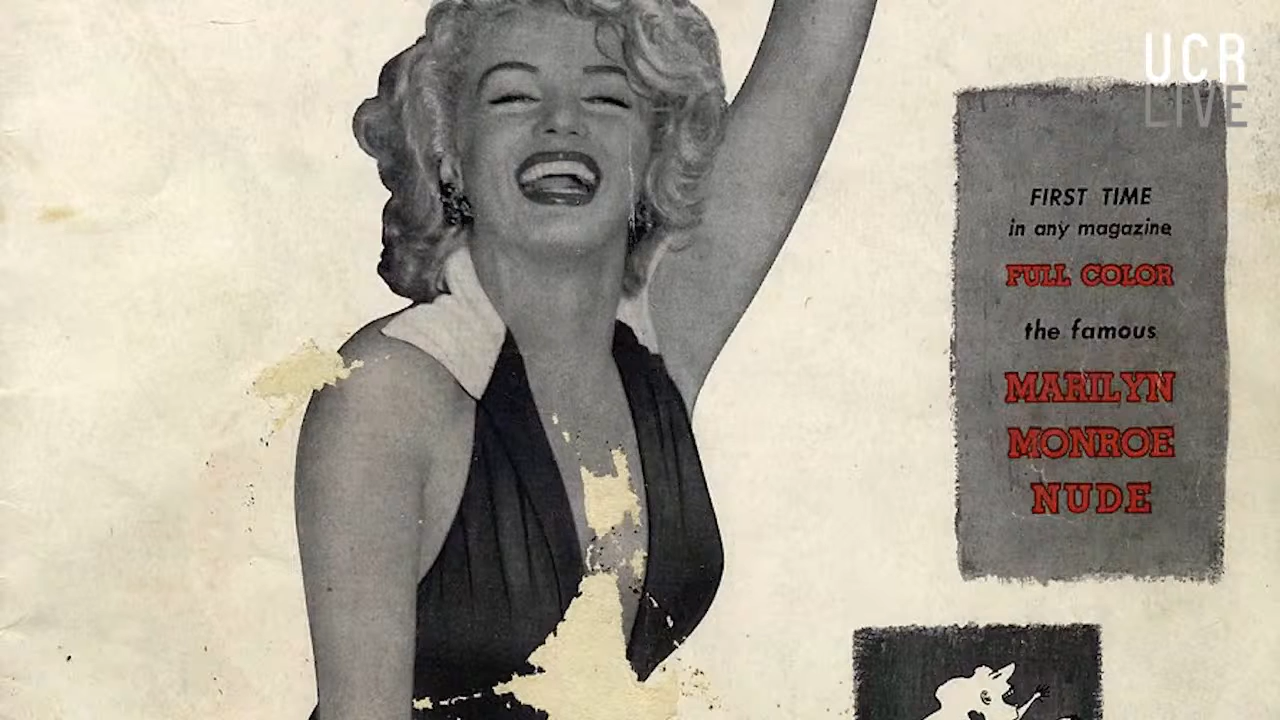 UCR
LIVE
FIRST TIME
in any magazine
FULL COLOR
the famous
MARILYN
MONROE
NUDE